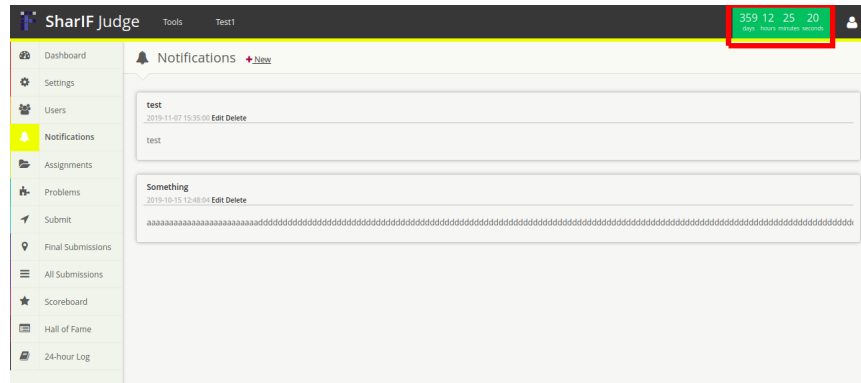 SharIF Judge Tools Test1 359 12 25 20
days hours minutes seconds
Dashboard
Settings
Users
Notifications
Assignments
Problems
Submit
Final Submissions
All Submissions
Scoreboard
Hall of Fame
24-hour Log
Notifications +New
test
2019-11-07 15:35:00 Edit Delete
test
Something
2019-10-15 12:48:04 Edit Delete